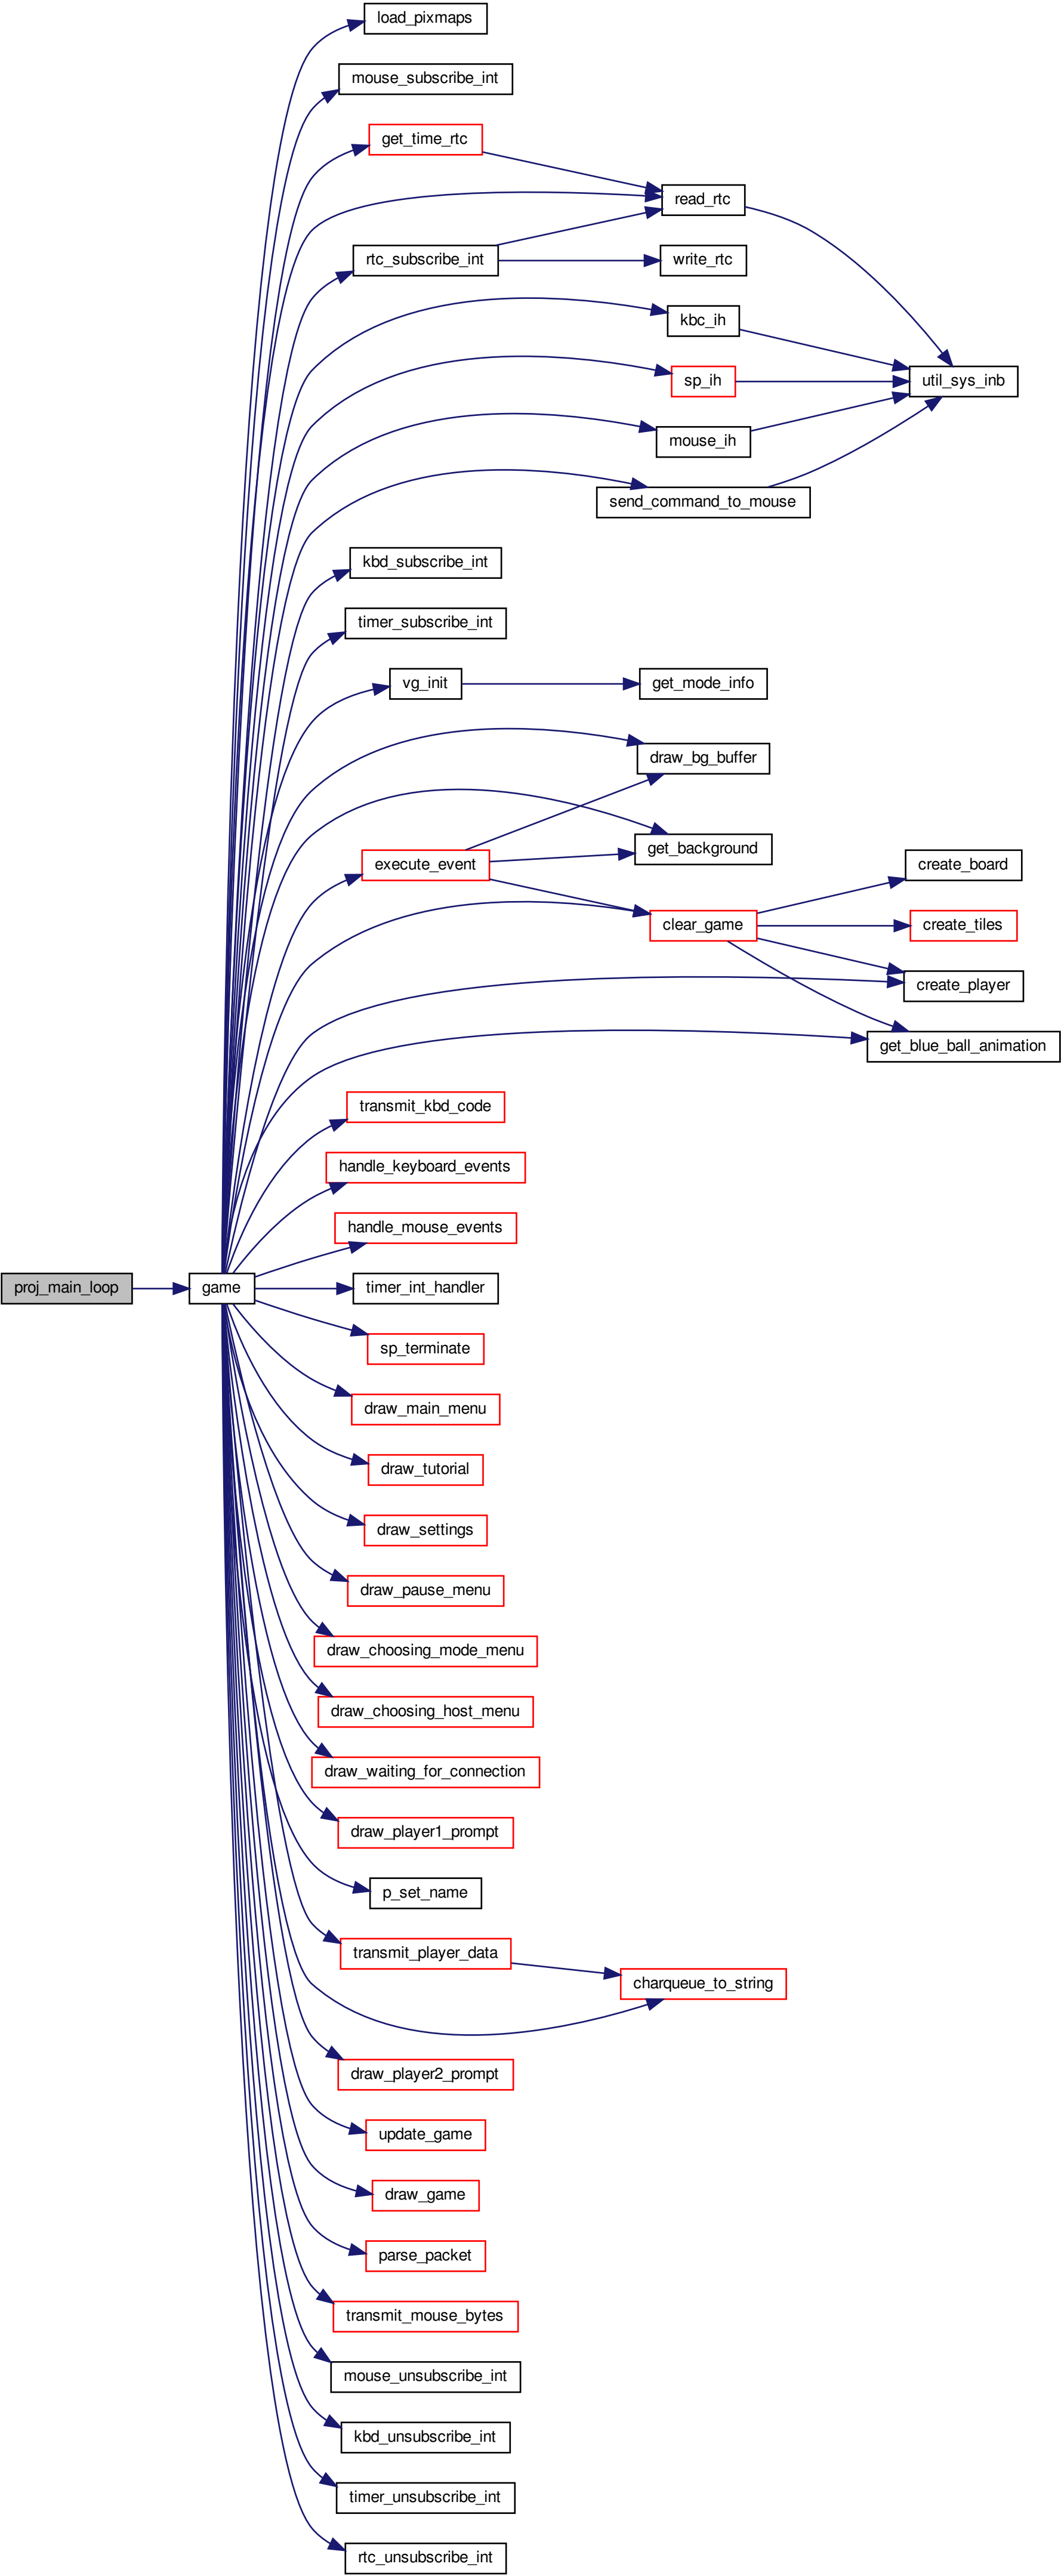 load_pixmaps
mouse_subscribe_int
get_time_rtc
read_rtc
rtc_subscribe_int
write_rtc
kbc_ih
sp_ih
util_sys_inb
mouse_ih
send_command_to_mouse
kbd_subscribe_int
timer_subscribe_int
vg_init
get_mode_info
draw_bg_buffer
get_background
execute_event
create_board
clear_game
create_tiles
create_player
get_blue_ball_animation
transmit_kbd_code
handle_keyboard_events
handle_mouse_events
proj_main_loop
game
timer_int_handler
sp_terminate
draw_main_menu
draw_tutorial
draw_settings
draw_pause_menu
draw_choosing_mode_menu
draw_choosing_host_menu
draw_waiting_for_connection
draw_player1_prompt
p_set_name
transmit_player_data
charqueue_to_string
draw_player2_prompt
update_game
draw_game
parse_packet
transmit_mouse_bytes
mouse_unsubscribe_int
kbd_unsubscribe_int
timer_unsubscribe_int
rtc_unsubscribe_int